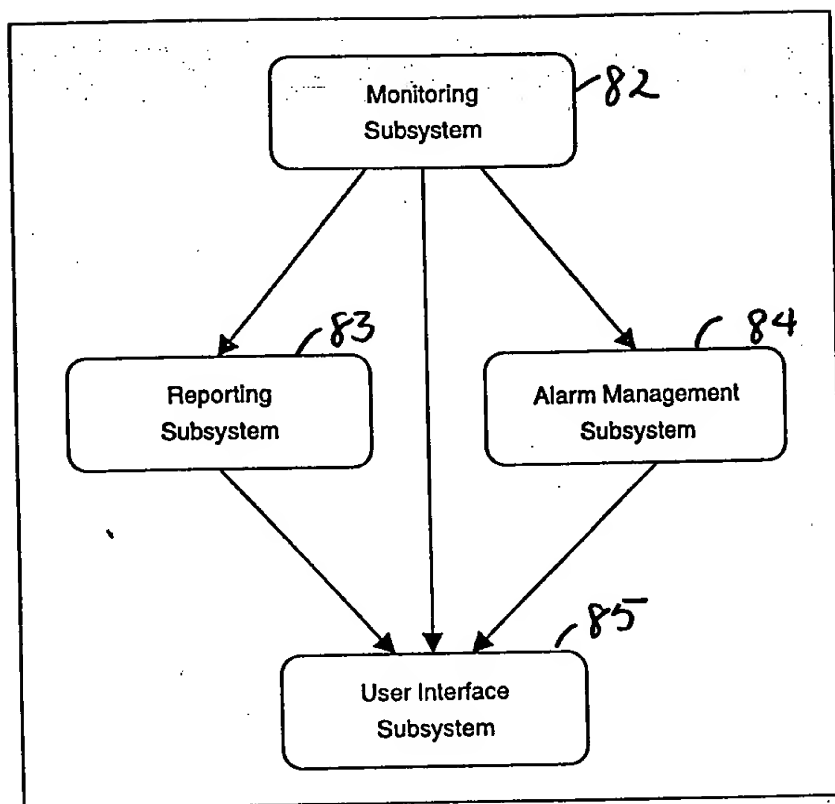 Monitoring
Subsystem
82
83
84
Reporting
Subsystem
Alarm Management
Subsystem
85
User Interface
Subsystem